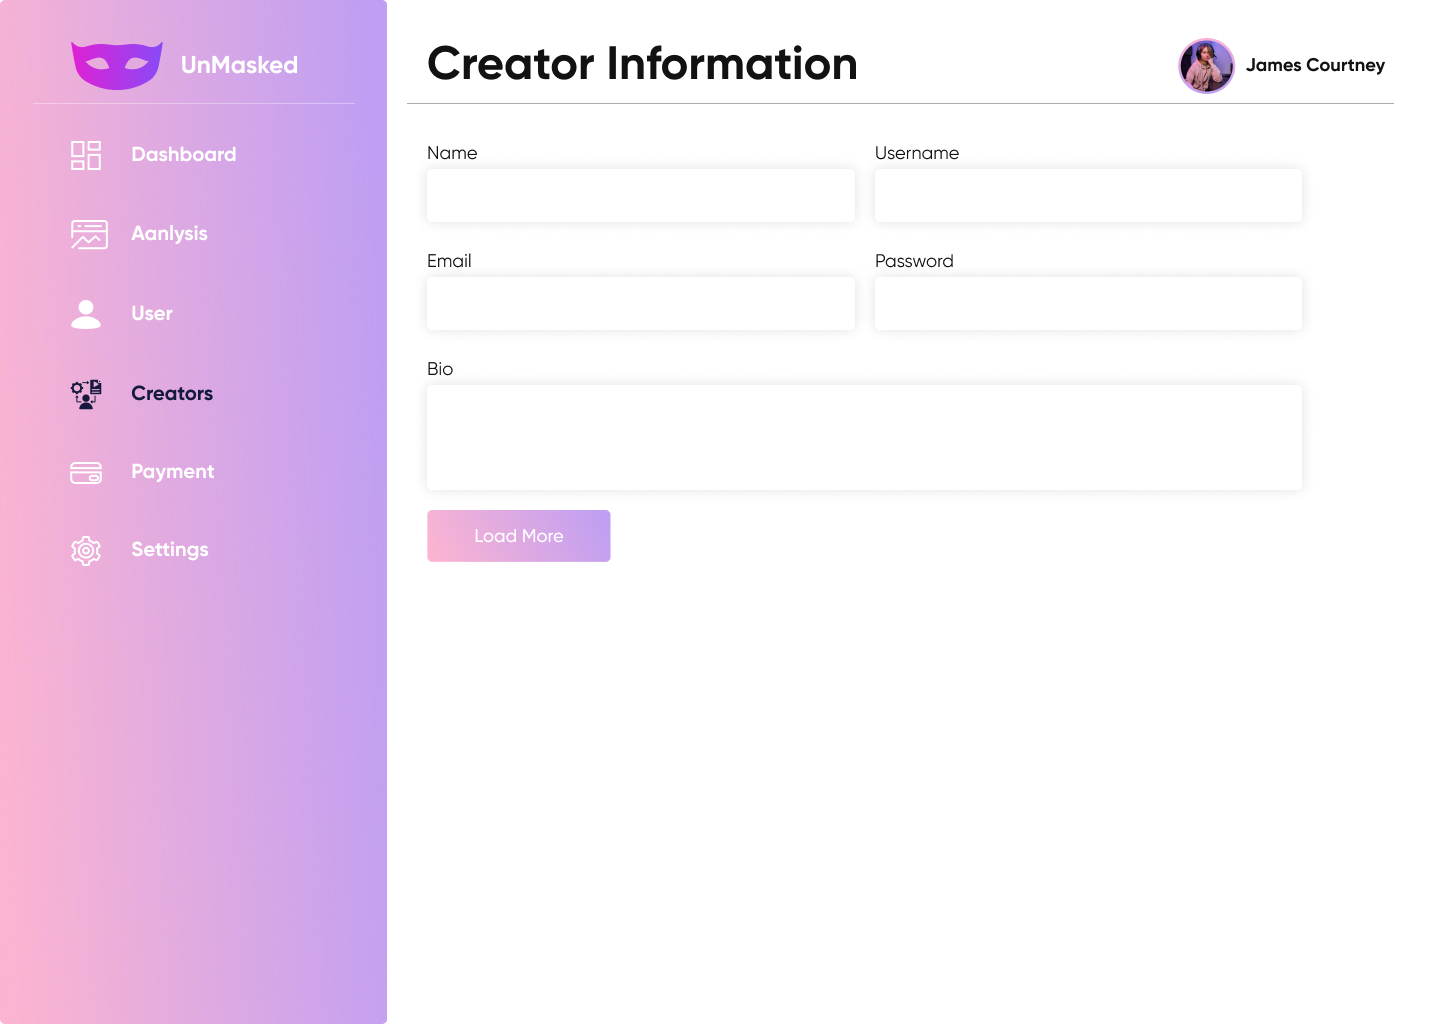 UnMasked
Dashboard
Aanlysis
User
Creators
Payment
Settings
Creator Information
James Courtney
Name
Username
Email
Password
Bio
Load More